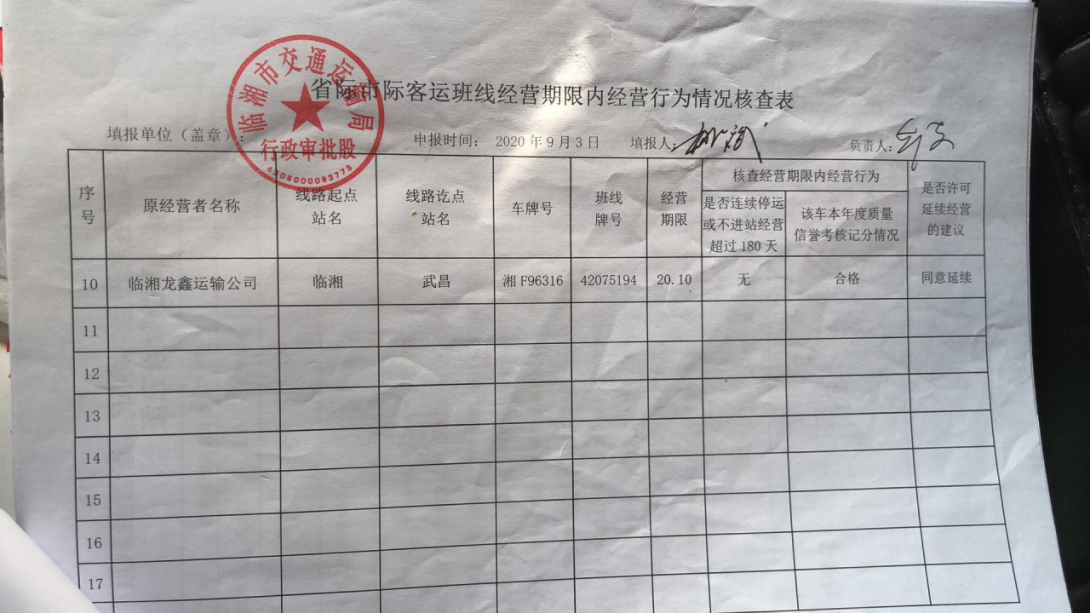 省际市际客运班线经营期限内经营行为情况核查表
临湘市交通运输局
行政审批股
填报单位（盖章）：
申报时间： 2020 年 9 月 3 日
填报人：
负责人：
序号
原经营者名称
线路起点
站名
线路讫点
站名
车牌号
班线
牌号
经营
期限
核查经营期限内经营行为
是否连续停运
或不进站经营
超过 180 天
该车本年度质量
信誉考核记分情况
是否许可
延续经营
的建议
10 临湘龙鑫运输公司 临湘 武昌 湘 F96316 42075194 20.10 无 合格 同意延续
11
12
13
14
15
16
17